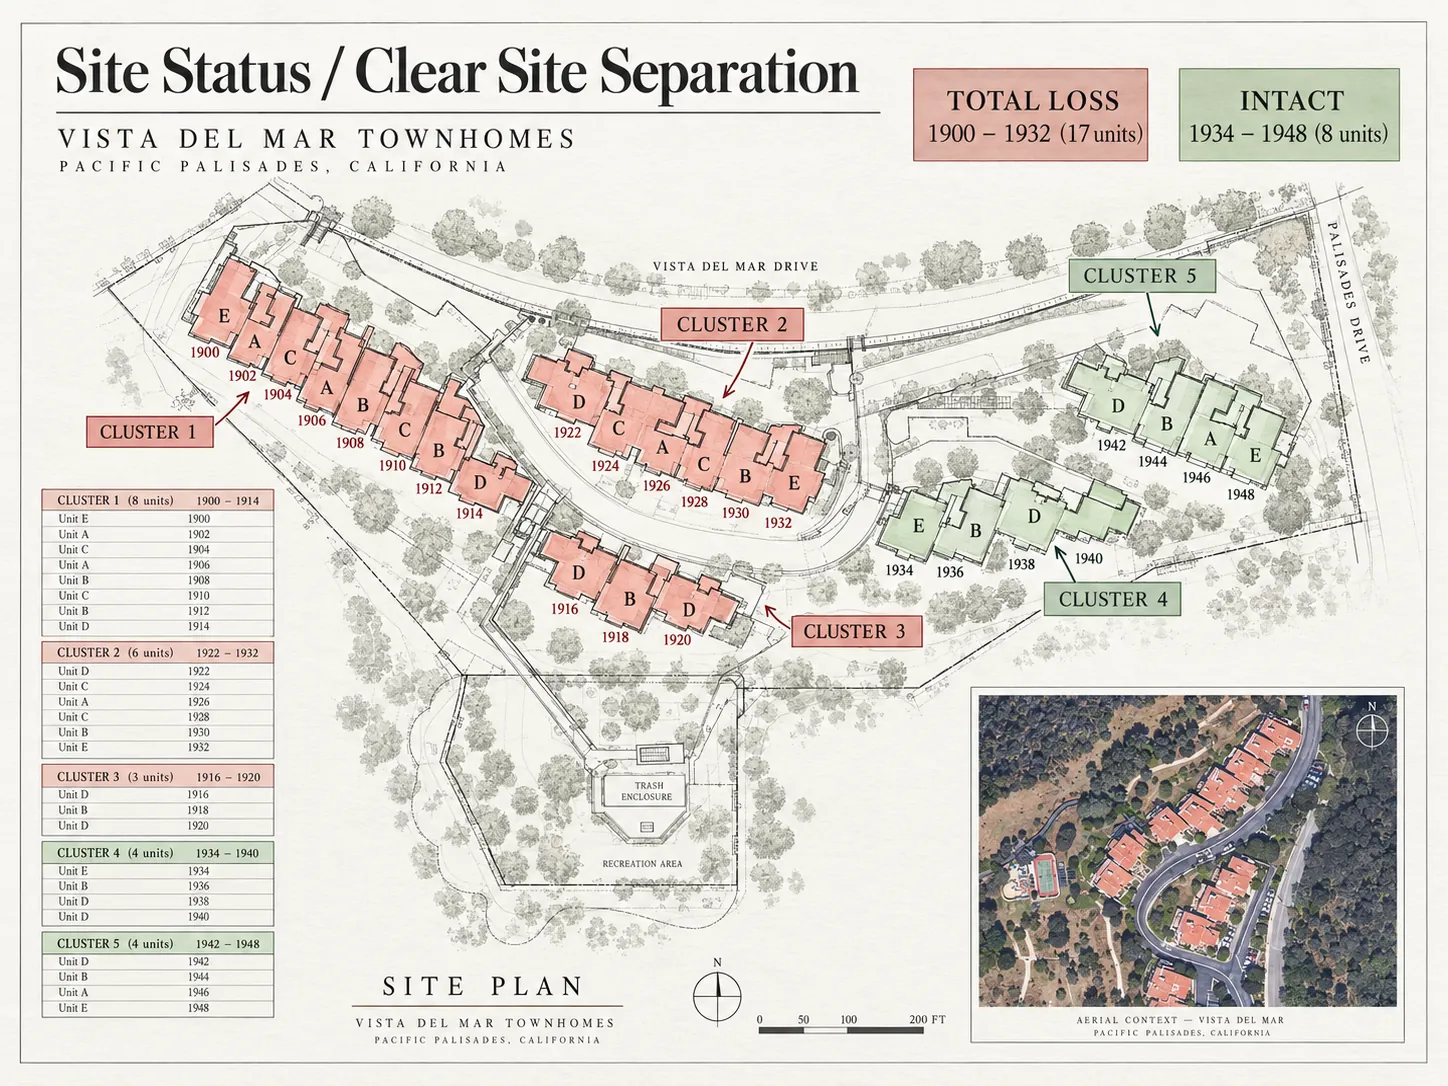 Site Status / Clear Site Separation
VISTA DEL MAR TOWNHOMES
PACIFIC PALISADES, CALIFORNIA
TOTAL LOSS
1900 – 1932 (17 units)
INTACT
1934 – 1948 (8 units)
VISTA DEL MAR DRIVE
PALISADES DRIVE
CLUSTER 5
CLUSTER 2
CLUSTER 1
CLUSTER 3
CLUSTER 4
E
1900
A
1902
C
1904
A
1906
B
1908
C
1910
B
1912
D
1914
D
1922
C
1924
A
1926
C
1928
B
1930
E
1932
D
1916
B
1918
D
1920
E
1934
B
1936
D
1938
1940
D
1942
B
1944
A
1946
E
1948
CLUSTER 1 (8 units) 1900 – 1914
Unit E 1900
Unit A 1902
Unit C 1904
Unit A 1906
Unit B 1908
Unit C 1910
Unit B 1912
Unit D 1914
CLUSTER 2 (6 units) 1922 – 1932
Unit D 1922
Unit C 1924
Unit A 1926
Unit C 1928
Unit B 1930
Unit E 1932
CLUSTER 3 (3 units) 1916 – 1920
Unit D 1916
Unit B 1918
Unit D 1920
CLUSTER 4 (4 units) 1934 – 1940
Unit E 1934
Unit B 1936
Unit D 1938
Unit D 1940
CLUSTER 5 (4 units) 1942 – 1948
Unit D 1942
Unit B 1944
Unit A 1946
Unit E 1948
TRASH
ENCLOSURE
RECREATION AREA
SITE PLAN
VISTA DEL MAR TOWNHOMES
PACIFIC PALISADES, CALIFORNIA
N
0 50 100 200 FT
N
AERIAL CONTEXT — VISTA DEL MAR
PACIFIC PALISADES, CALIFORNIA